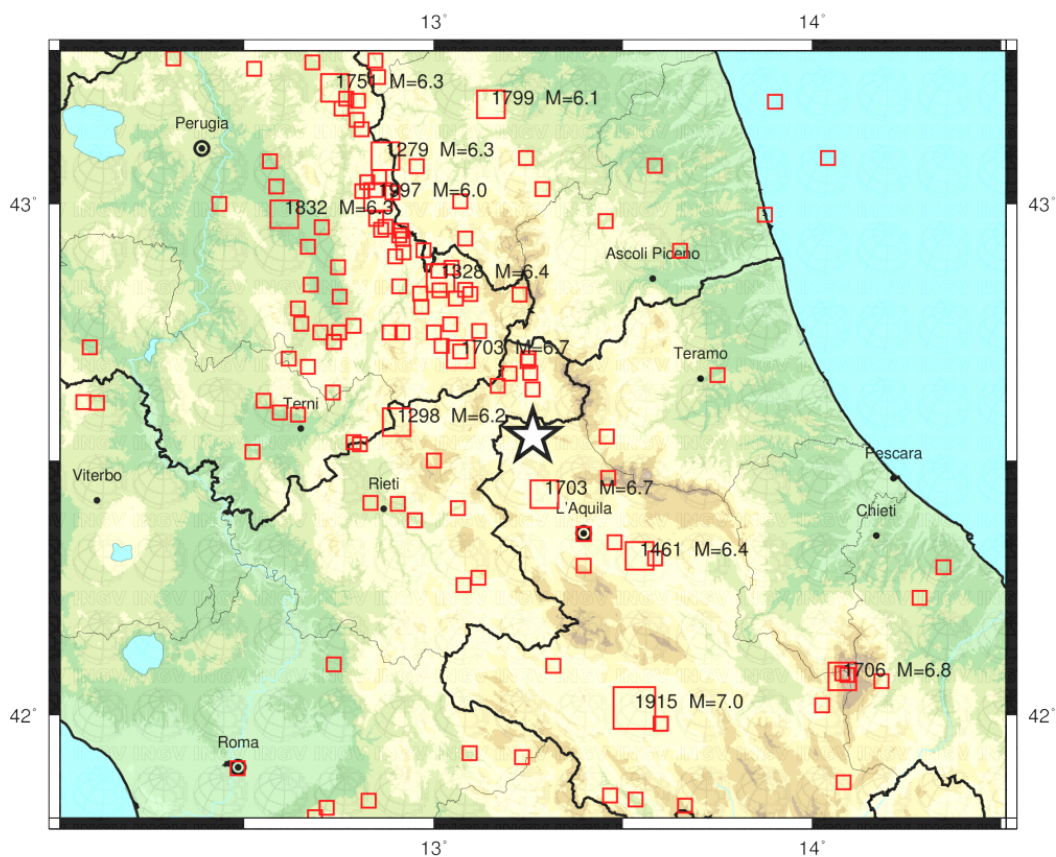 13° 14°
1751 M=6.3
1799 M=6.1
Perugia
1279 M=6.3
1997 M=6.0
43° 43°
1832 M=6.3
Ascoli Piceno
1328 M=6.4
1703 M=6.7
Teramo
Terni
1298 M=6.2
Pescara
Viterbo
Rieti
1703 M=6.7
L'Aquila
Chieti
1461 M=6.4
1706 M=6.8
42° 42°
1915 M=7.0
Roma
13° 14°